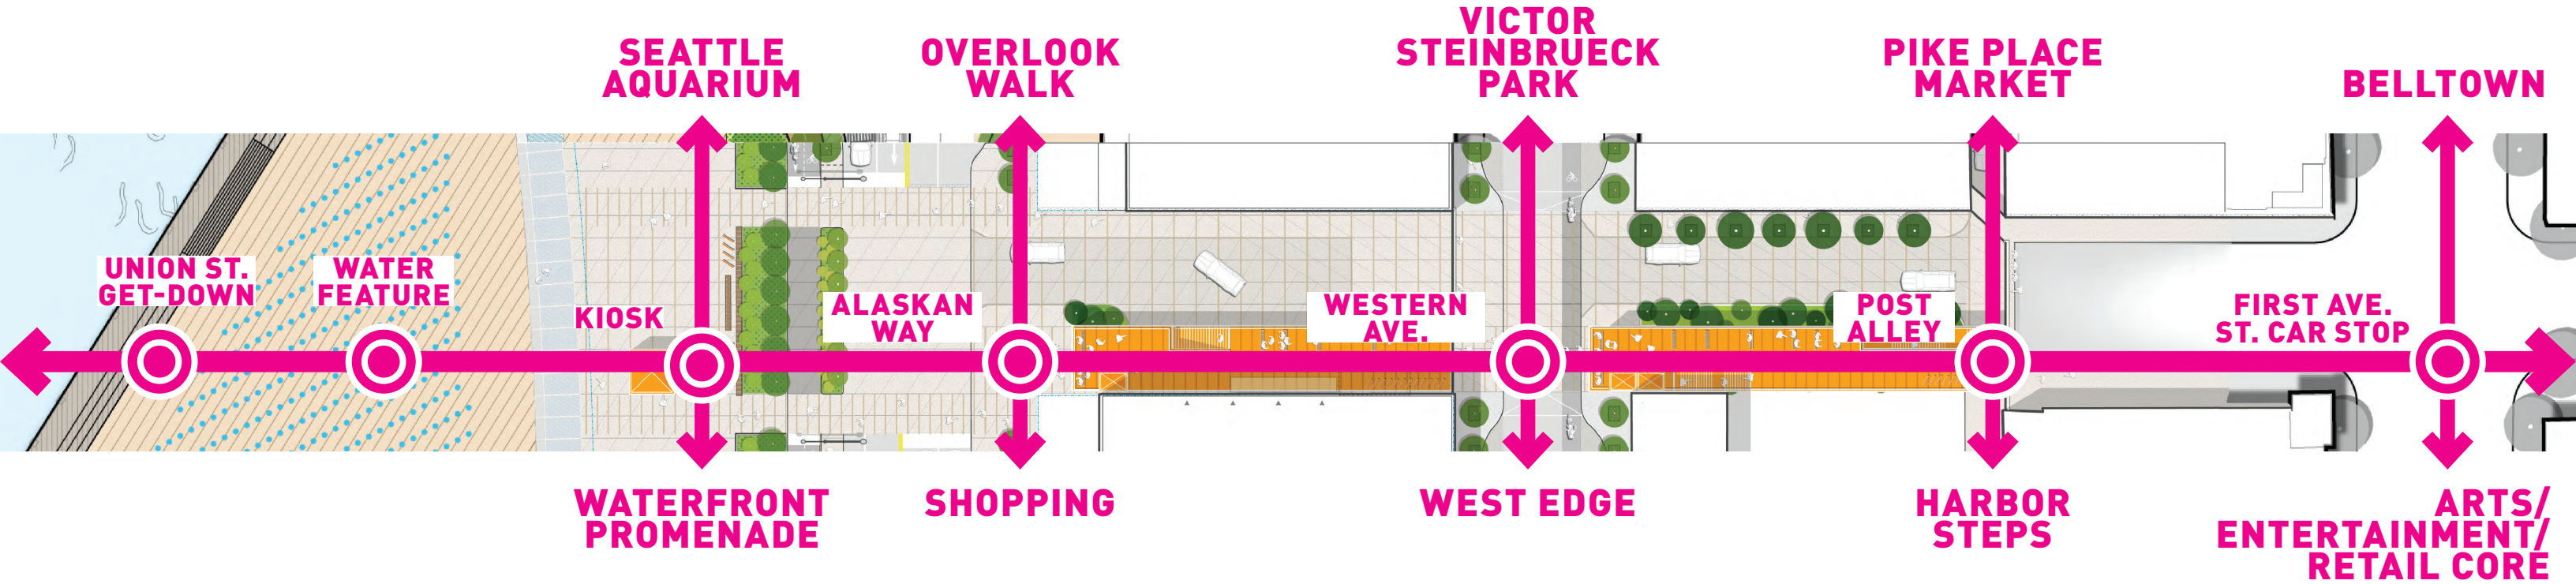 SEATTLE
AQUARIUM
OVERLOOK
WALK
VICTOR
STEINBRUECK
PARK
PIKE PLACE
MARKET
BELLTOWN
UNION ST.
GET-DOWN
WATER
FEATURE
KIOSK
ALASKAN
WAY
WESTERN
AVE.
POST
ALLEY
FIRST AVE.
ST. CAR STOP
WATERFRONT
PROMENADE
SHOPPING
WEST EDGE
HARBOR
STEPS
ARTS/
ENTERTAINMENT/
RETAIL CORE